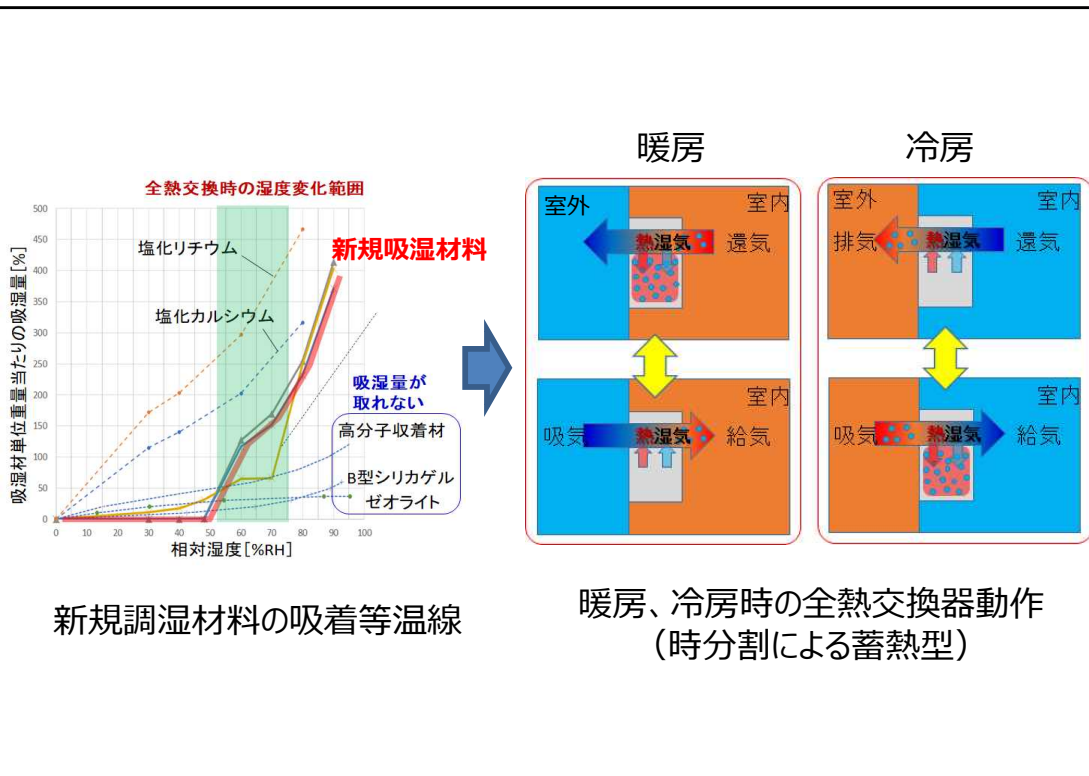 全熱交換時の湿度変化範囲
吸湿材単位重量当たりの吸湿量[%]
500
450
400
350
300
250
200
150
100
50
0
0 10 20 30 40 50 60 70 80 90 100
相対湿度[%RH]
塩化リチウム
新規吸湿材料
塩化カルシウム
吸湿量が
取れない
高分子収着材
B型シリカゲル
ゼオライト
新規調湿材料の吸着等温線
暖房
室外
室内
熱湿気
還気
室内
吸気
熱湿気
給気
冷房
室外
室内
排気
熱湿気
還気
室内
吸気
熱湿気
給気
暖房、冷房時の全熱交換器動作
（時分割による蓄熱型）